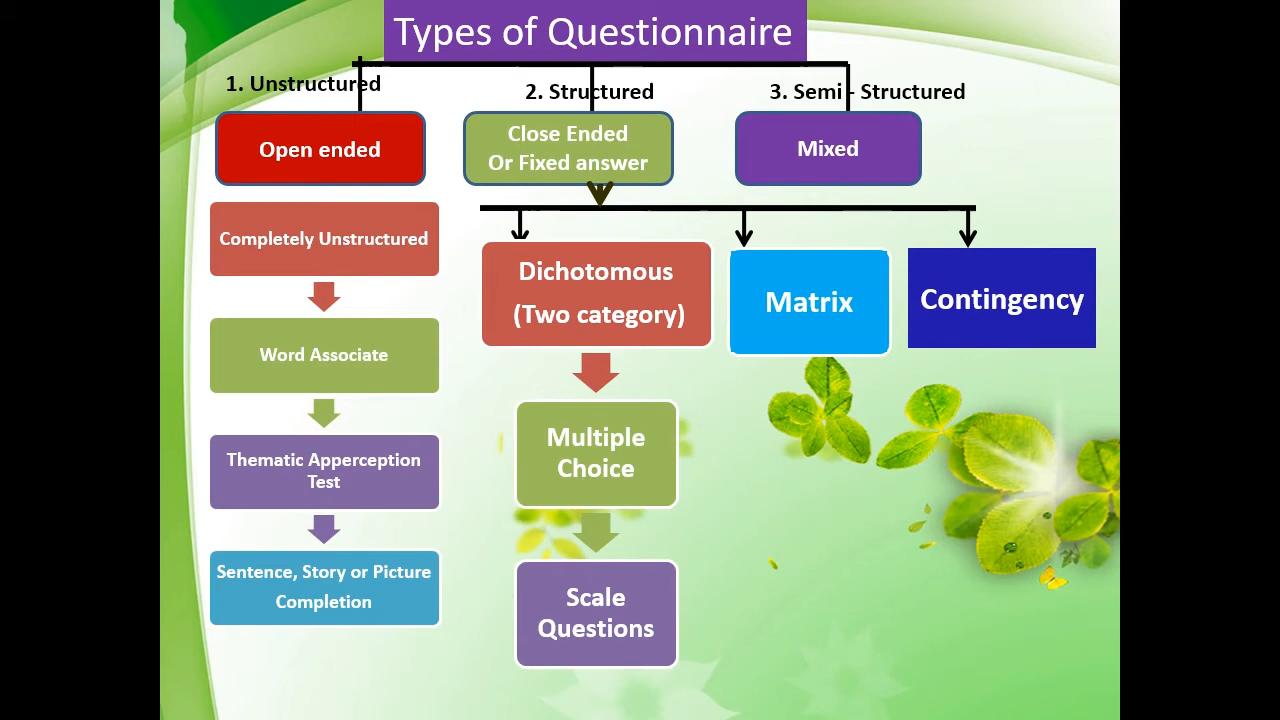 Types of Questionnaire
1. Unstructured
2. Structured
3. Semi - Structured
Open ended
Close Ended
Or Fixed answer
Mixed
Completely Unstructured
Word Associate
Thematic Apperception
Test
Sentence, Story or Picture
Completion
Dichotomous
(Two category)
Multiple
Choice
Scale
Questions
Matrix
Contingency